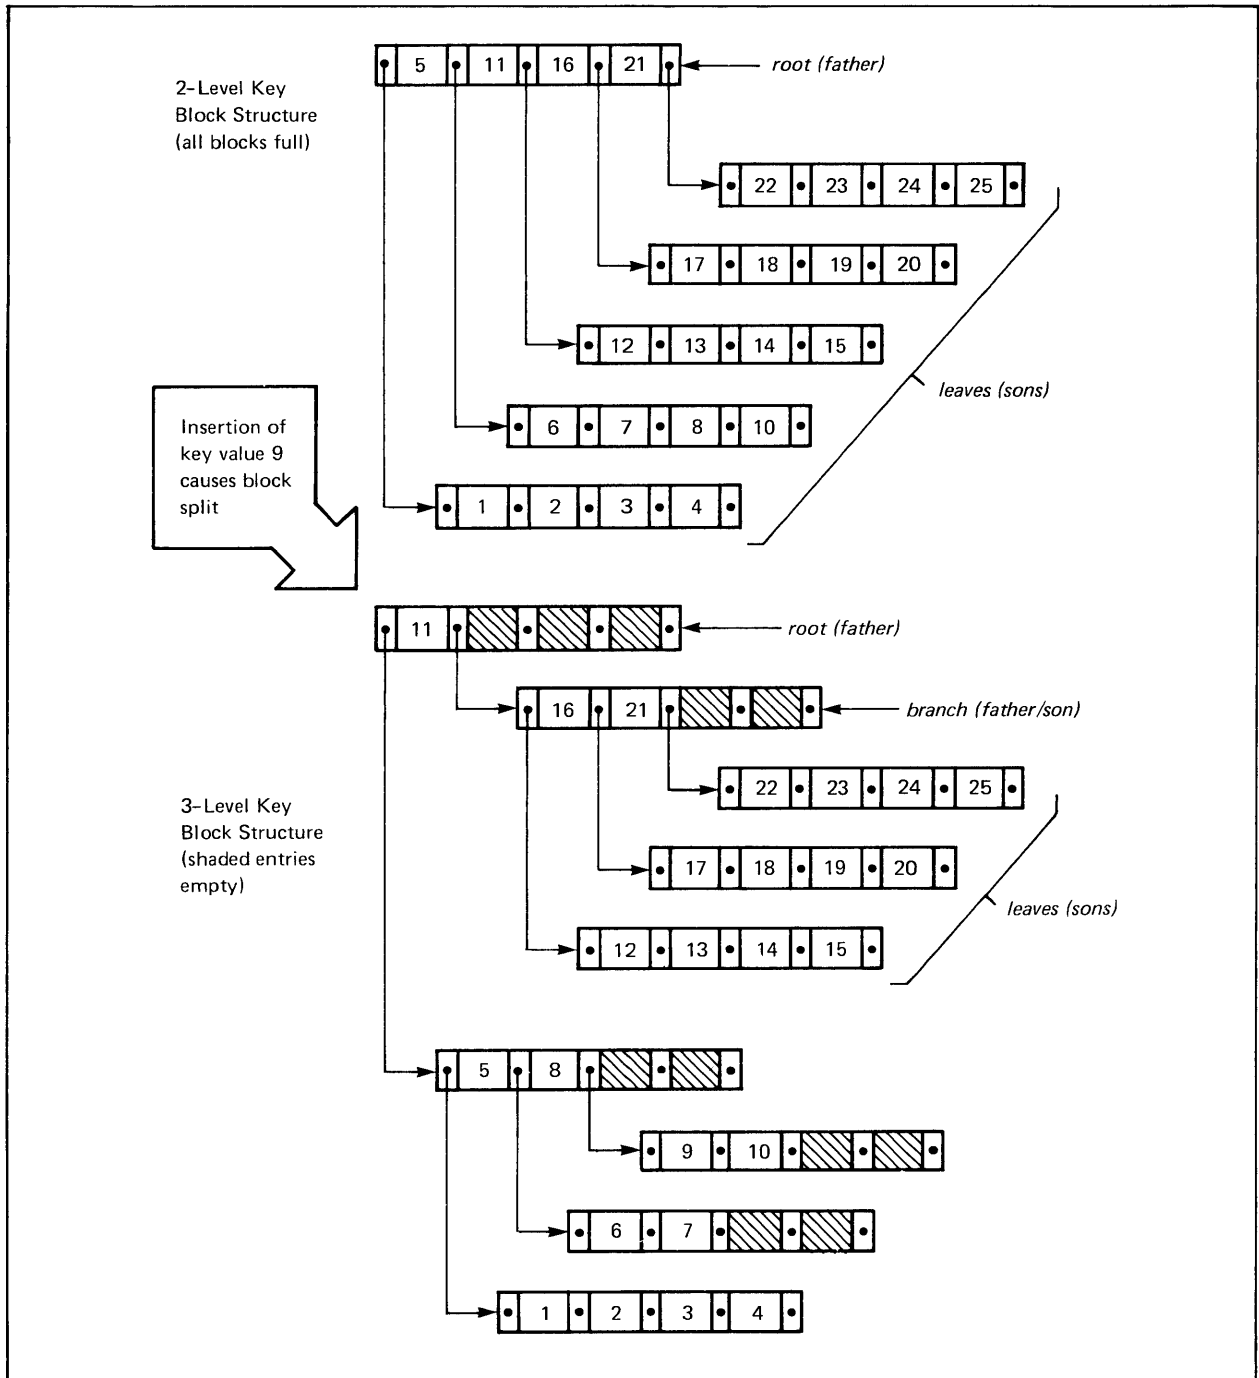 5 11 16 21
root (father)
2-Level Key
Block Structure
(all blocks full)
22 23 24 25
17 18 19 20
12 13 14 15
leaves (sons)
6 7 8 10
Insertion of
key value 9
causes block
split
1 2 3 4
11
root (father)
16 21
branch (father/son)
22 23 24 25
3-Level Key
Block Structure
(shaded entries
empty)
17 18 19 20
leaves (sons)
12 13 14 15
5 8
9 10
6 7
1 2 3 4